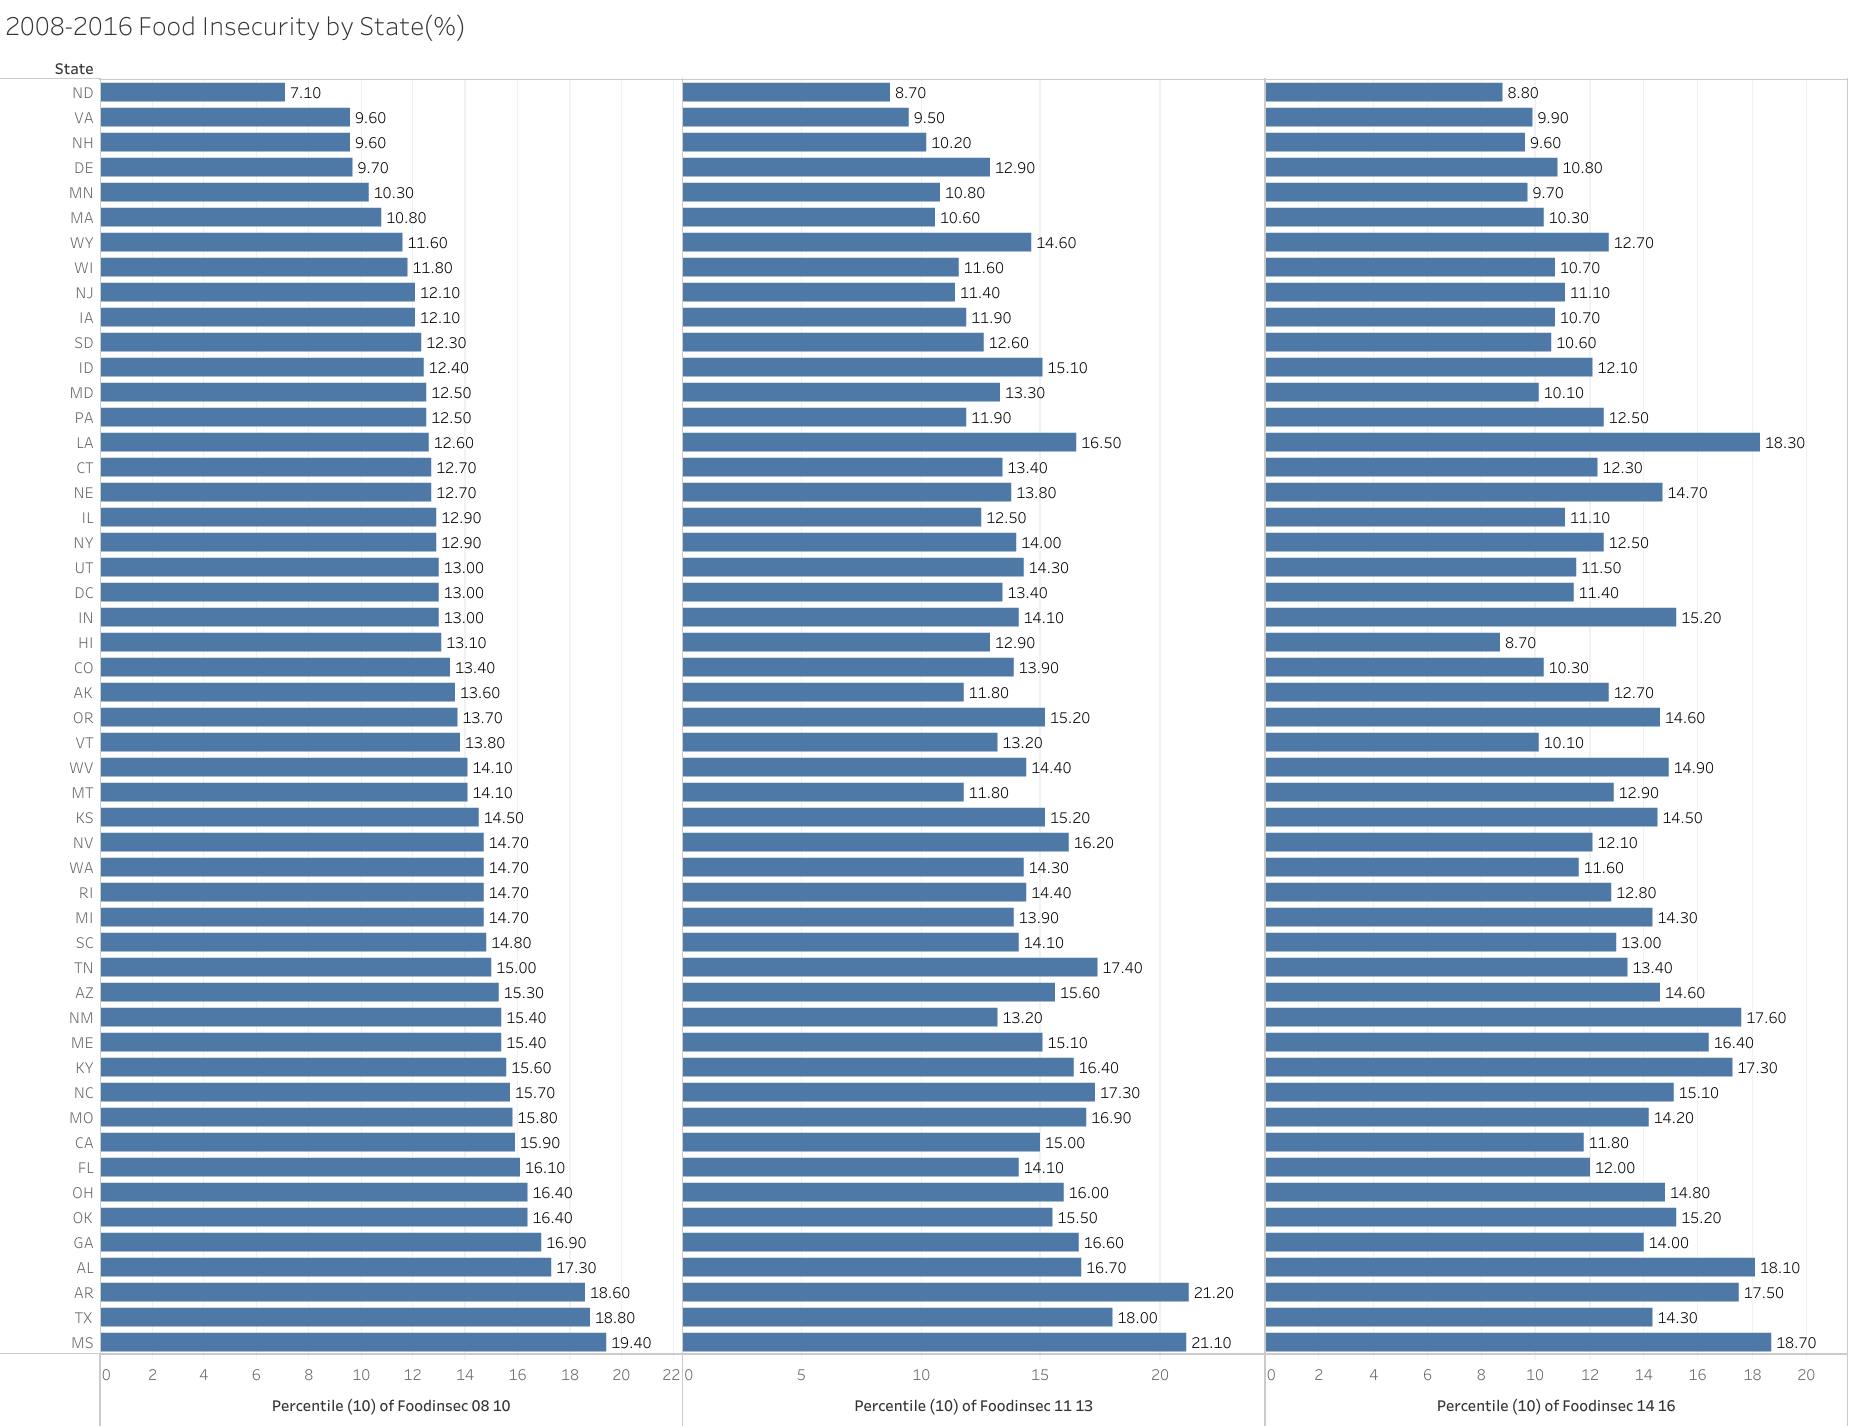 2008-2016 Food Insecurity by State(%)
State
ND 7.10 8.70 8.80
VA 9.60 9.50 9.90
NH 9.60 10.20 9.60
DE 9.70 12.90 10.80
MN 10.30 10.80 9.70
MA 10.80 10.60 10.30
WY 11.60 14.60 12.70
WI 11.80 11.60 10.70
NJ 12.10 11.40 11.10
IA 12.10 11.90 10.70
SD 12.30 12.60 10.60
ID 12.40 15.10 12.10
MD 12.50 13.30 10.10
PA 12.50 11.90 12.50
LA 12.60 16.50 18.30
CT 12.70 13.40 12.30
NE 12.70 13.80 14.70
IL 12.90 12.50 11.10
NY 12.90 14.00 12.50
UT 13.00 14.30 11.50
DC 13.00 13.40 11.40
IN 13.00 14.10 15.20
HI 13.10 12.90 8.70
CO 13.40 13.90 10.30
AK 13.60 11.80 12.70
OR 13.70 15.20 14.60
VT 13.80 13.20 10.10
WV 14.10 14.40 14.90
MT 14.10 11.80 12.90
KS 14.50 15.20 14.50
NV 14.70 16.20 12.10
WA 14.70 14.30 11.60
RI 14.70 14.40 12.80
MI 14.70 13.90 14.30
SC 14.80 14.10 13.00
TN 15.00 17.40 13.40
AZ 15.30 15.60 14.60
NM 15.40 13.20 17.60
ME 15.40 15.10 16.40
KY 15.60 16.40 17.30
NC 15.70 17.30 15.10
MO 15.80 16.90 14.20
CA 15.90 15.00 11.80
FL 16.10 14.10 12.00
OH 16.40 16.00 14.80
OK 16.40 15.50 15.20
GA 16.90 16.60 14.00
AL 17.30 16.70 18.10
AR 18.60 21.20 17.50
TX 18.80 18.00 14.30
MS 19.40 21.10 18.70
0 2 4 6 8 10 12 14 16 18 20 22 0 5 10 15 20 0 2 4 6 8 10 12 14 16 18 20
Percentile (10) of Foodinsec 08 10 Percentile (10) of Foodinsec 11 13 Percentile (10) of Foodinsec 14 16